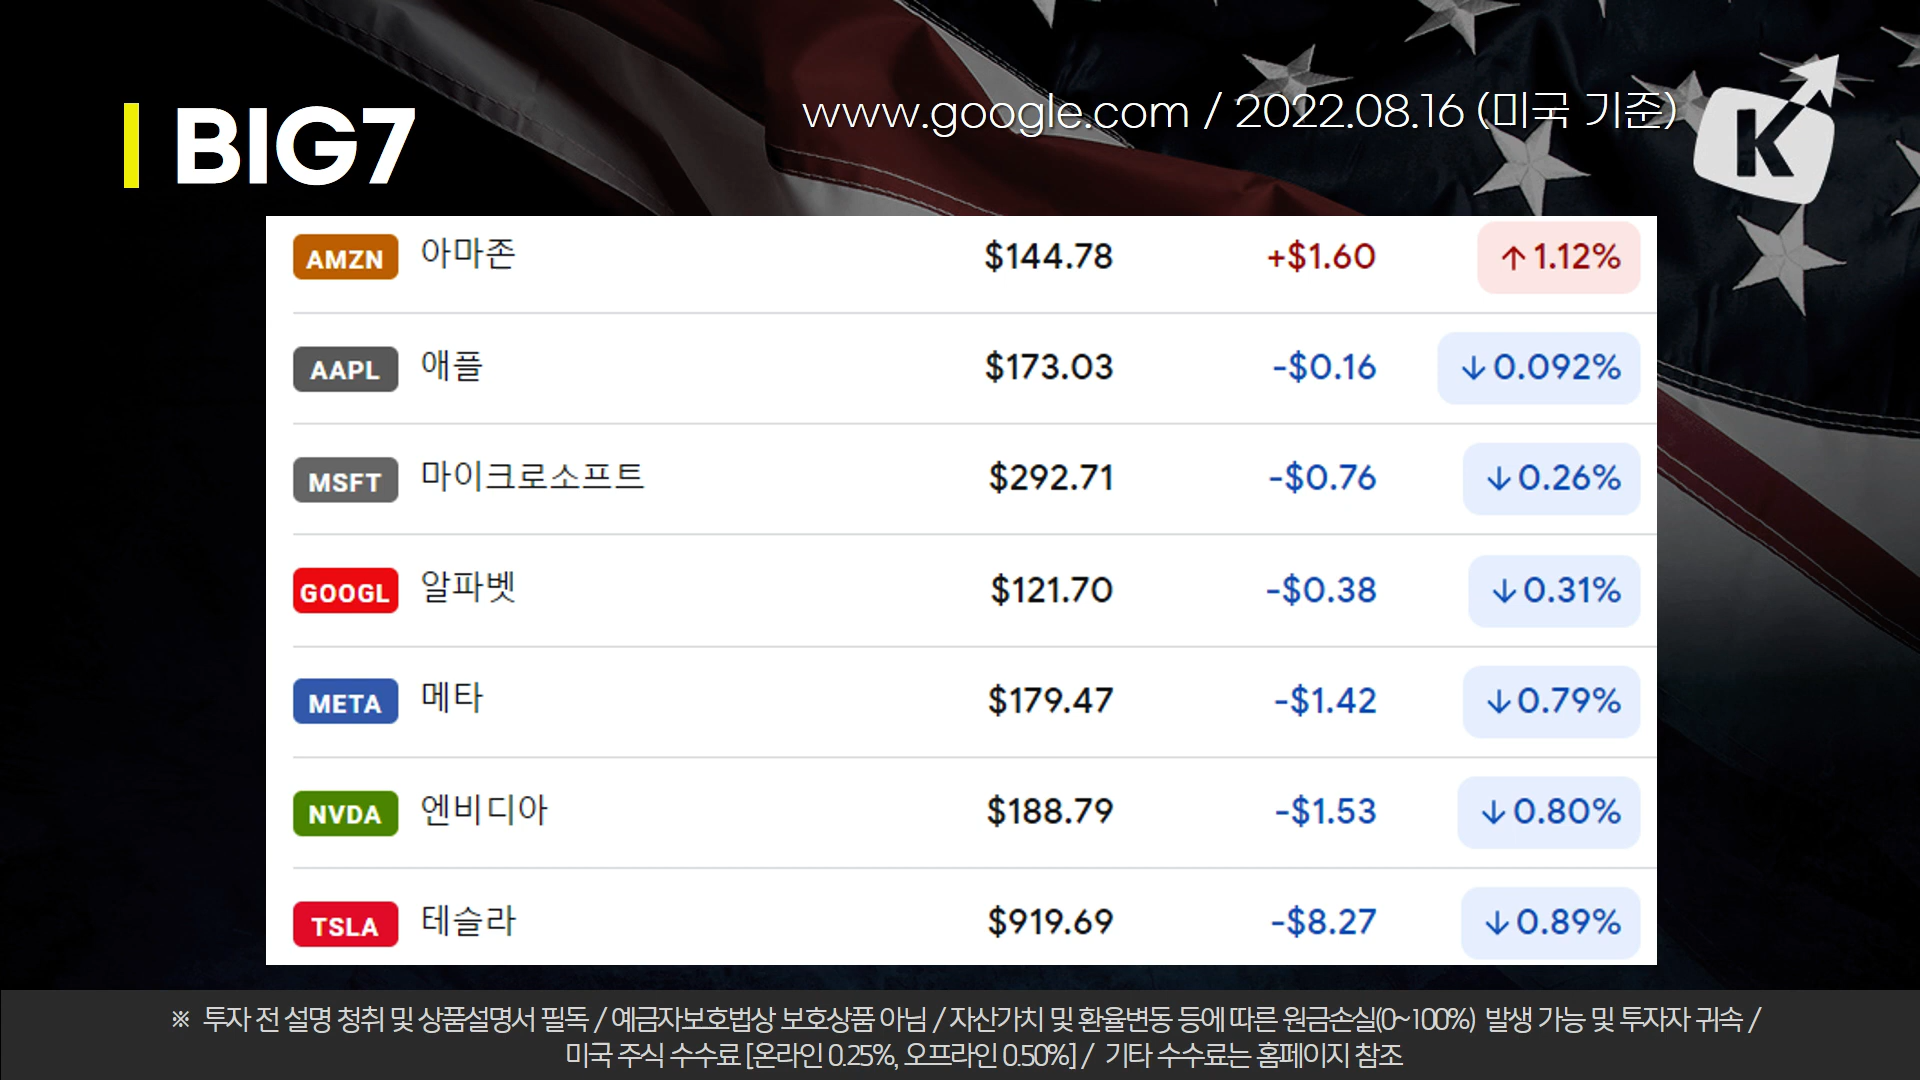 BIG7
www.google.com / 2022.08.16 (미국 기준)
K
AMZN 아마존 $144.78 +$1.60 ↑1.12%
AAPL 애플 $173.03 -$0.16 ↓0.092%
MSFT 마이크로소프트 $292.71 -$0.76 ↓0.26%
GOOGL 알파벳 $121.70 -$0.38 ↓0.31%
META 메타 $179.47 -$1.42 ↓0.79%
NVDA 엔비디아 $188.79 -$1.53 ↓0.80%
TSLA 테슬라 $919.69 -$8.27 ↓0.89%
※ 투자 전 설명 청취 및 상품설명서 필독 / 예금자보호법상 보호상품 아님 / 자산가치 및 환율변동 등에 따른 원금손실(0~100%) 발생 가능 및 투자자 귀속 /
미국 주식 수수료 [온라인 0.25%, 오프라인 0.50%] / 기타 수수료는 홈페이지 참조